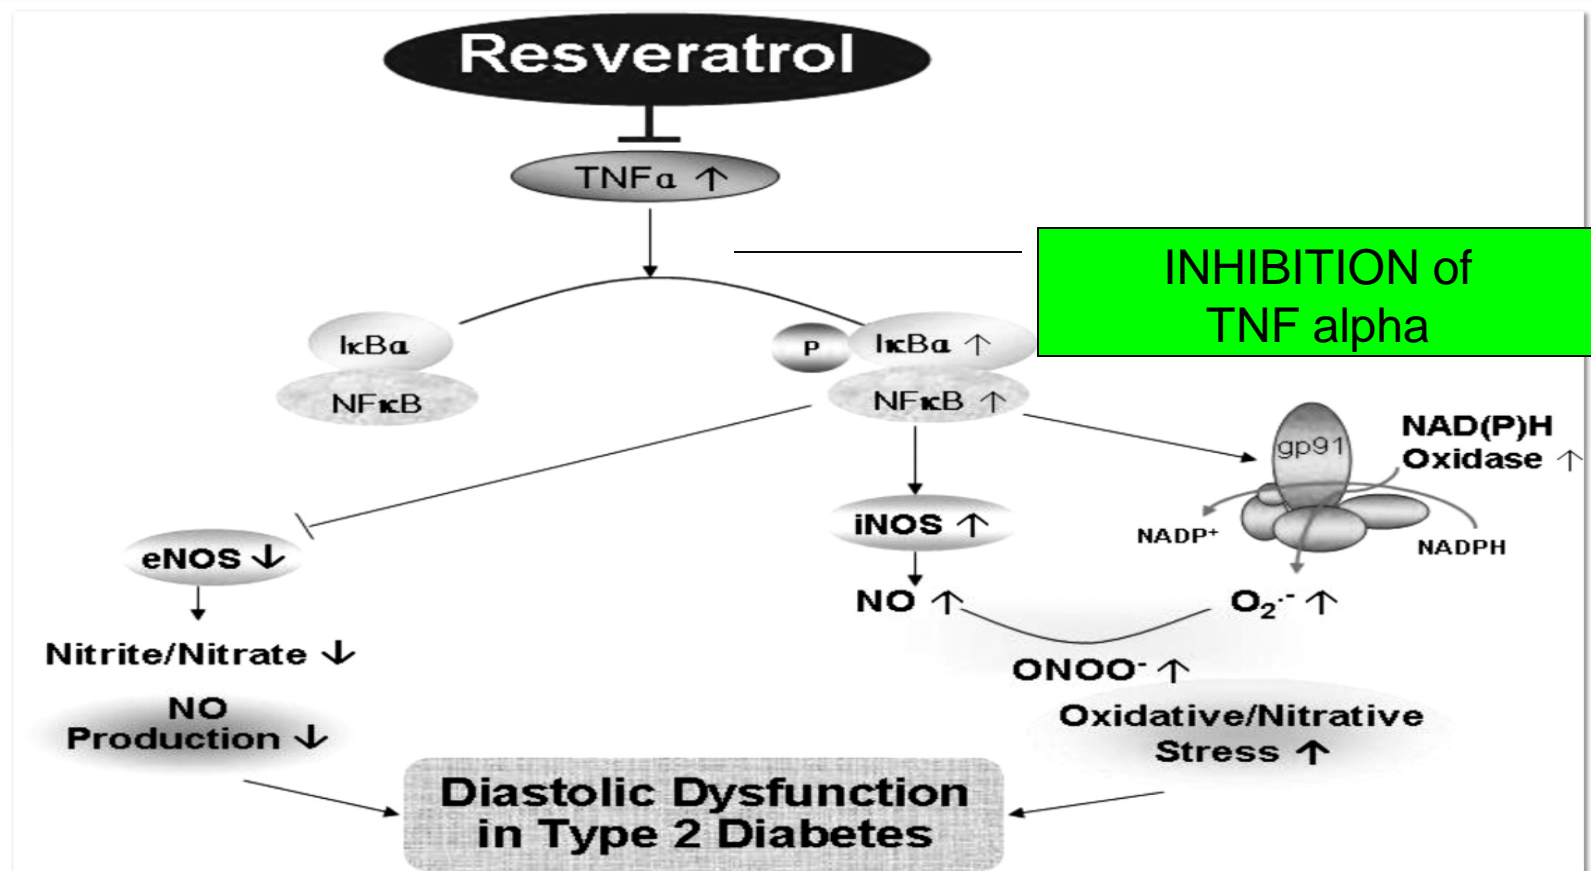 Resveratrol
TNFα ↑
INHIBITION of
TNF alpha
IκBα
NFκB
P
IκBα ↑
NFκB ↑
gp91
NAD(P)H
Oxidase ↑
NADP⁺
NADPH
eNOS ↓
iNOS ↑
NO ↑
O₂·⁻ ↑
Nitrite/Nitrate ↓
ONOO⁻ ↑
NO
Production ↓
Oxidative/Nitrative
Stress ↑
Diastolic Dysfunction
in Type 2 Diabetes